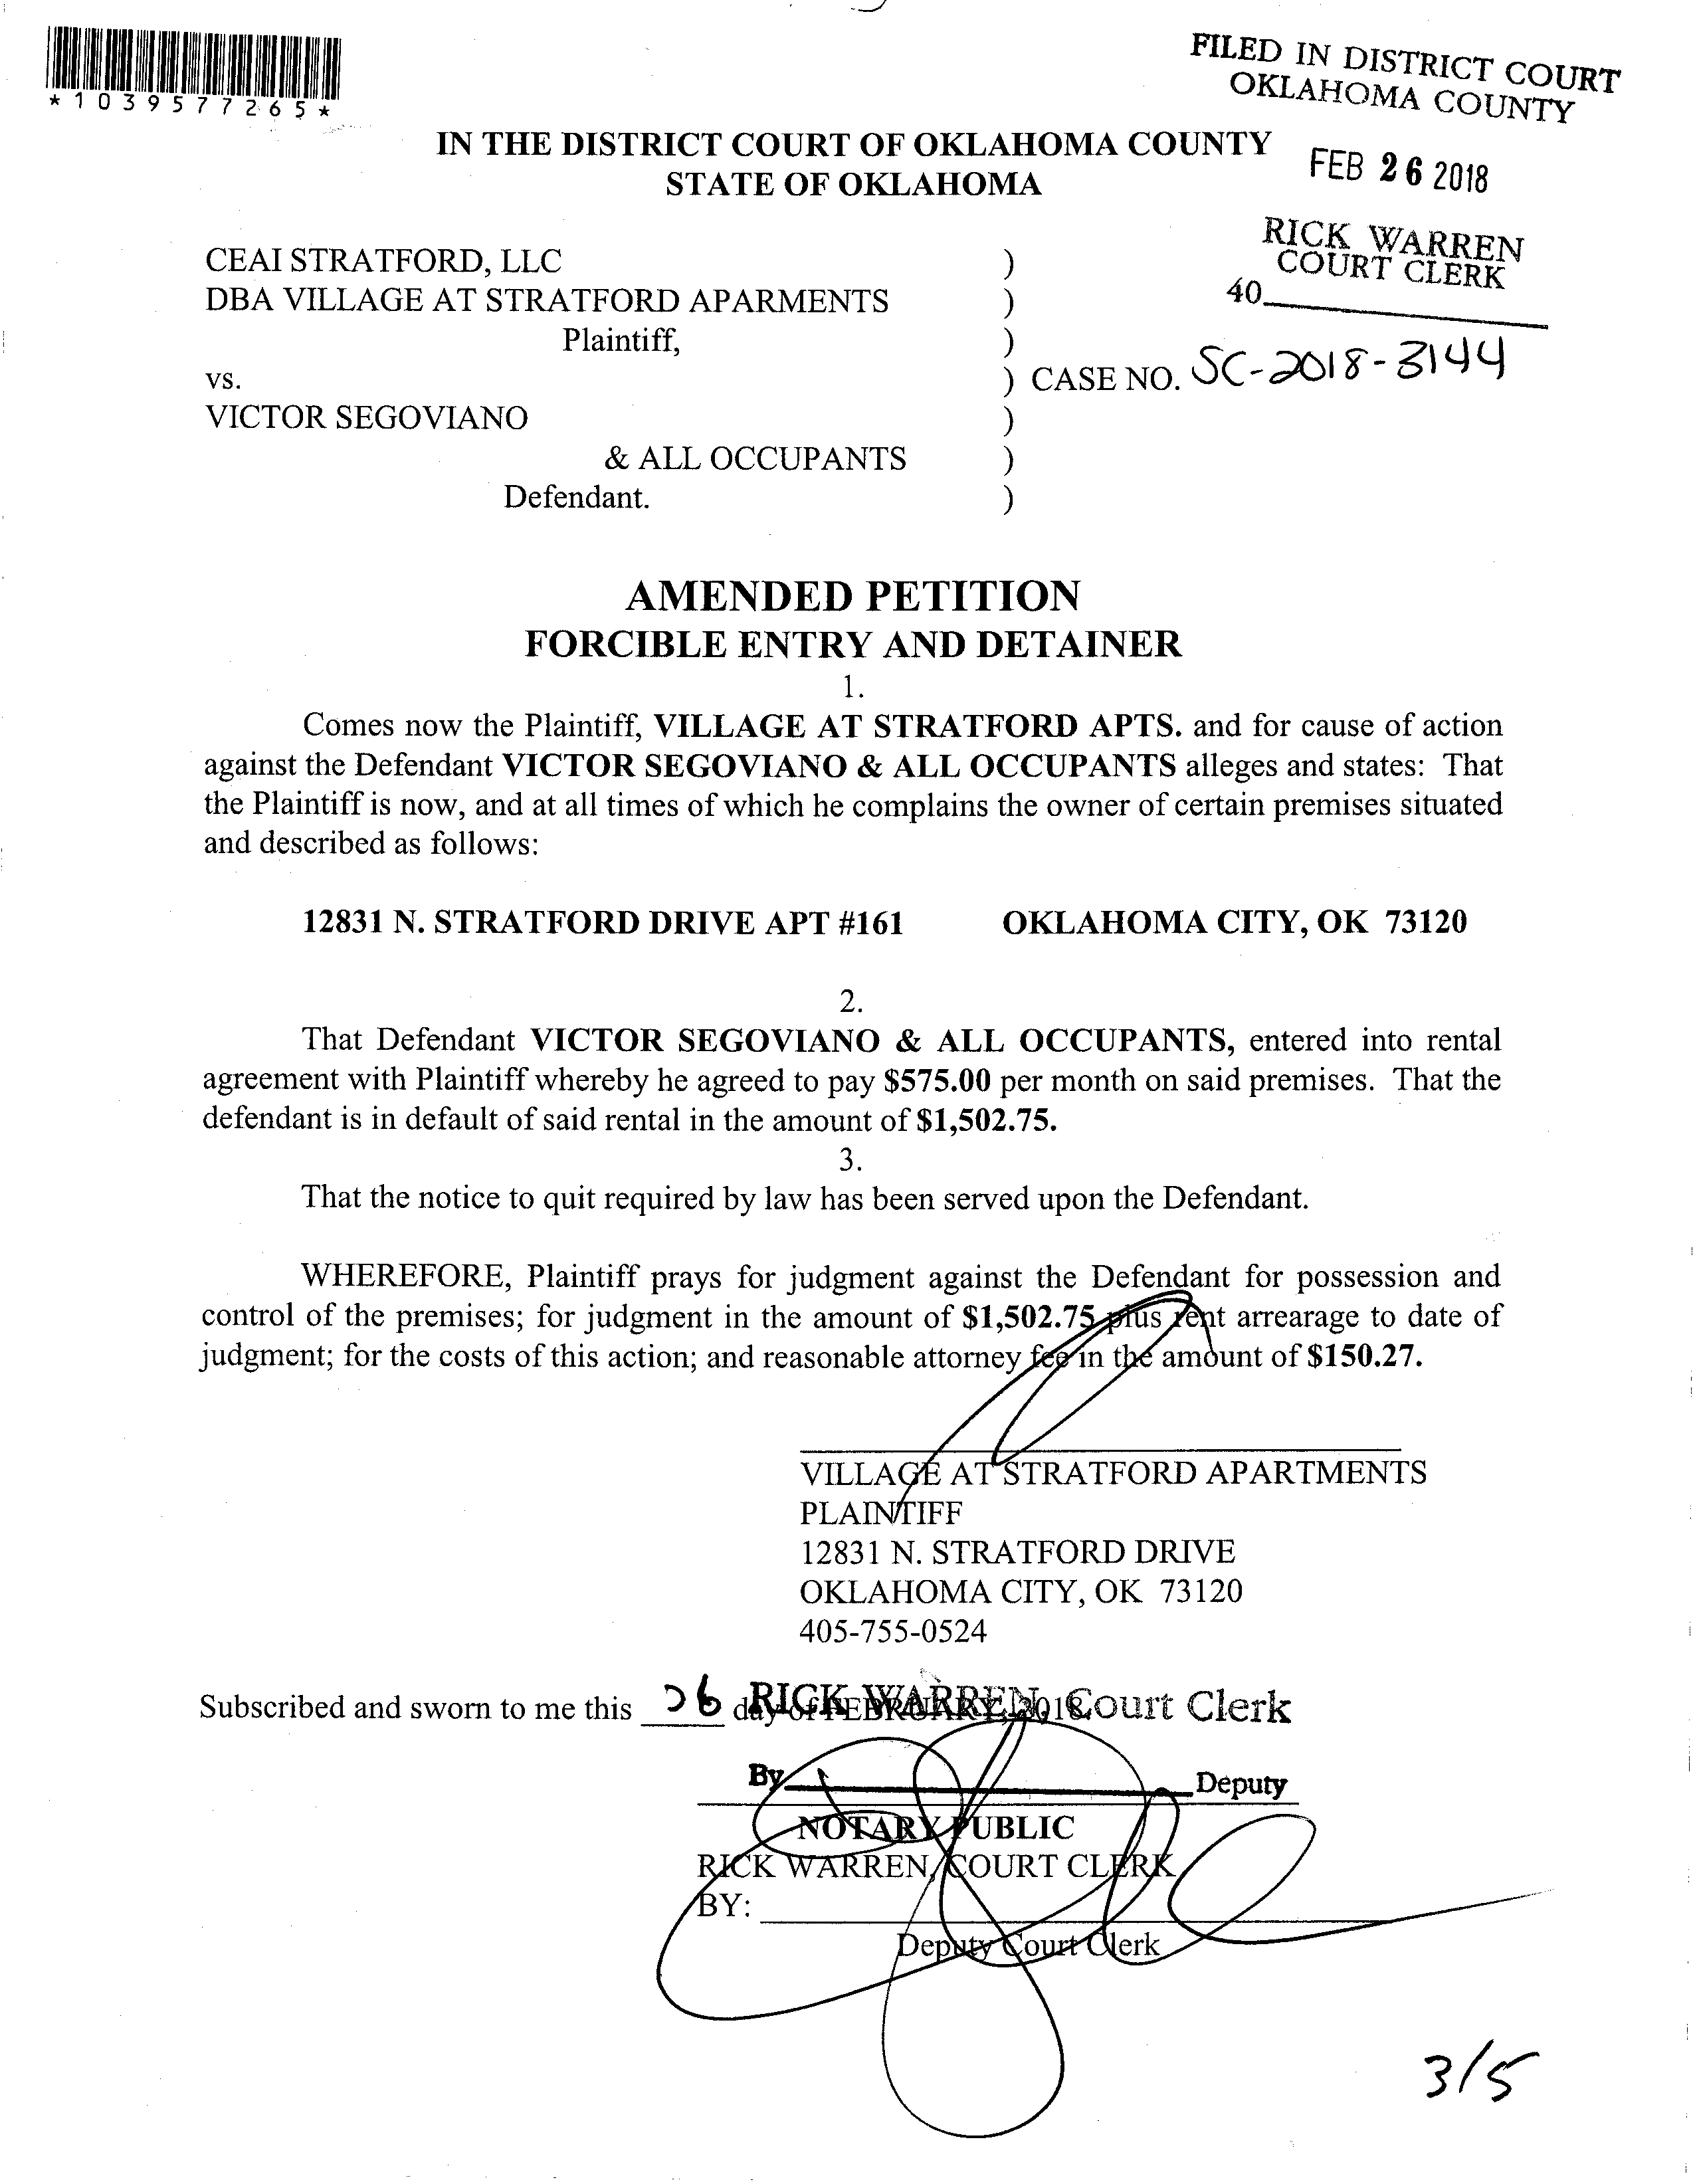 *1039577265*
FILED IN DISTRICT COURT
OKLAHOMA COUNTY
IN THE DISTRICT COURT OF OKLAHOMA COUNTY
STATE OF OKLAHOMA
FEB 26 2018
RICK WARREN
COURT CLERK
40
CEAI STRATFORD, LLC )
DBA VILLAGE AT STRATFORD APARMENTS )
Plaintiff, )
vs. ) CASE NO. SC-2018-3144
VICTOR SEGOVIANO )
& ALL OCCUPANTS )
Defendant. )
AMENDED PETITION
FORCIBLE ENTRY AND DETAINER
1.
Comes now the Plaintiff, VILLAGE AT STRATFORD APTS. and for cause of action
against the Defendant VICTOR SEGOVIANO & ALL OCCUPANTS alleges and states: That
the Plaintiff is now, and at all times of which he complains the owner of certain premises situated
and described as follows:
12831 N. STRATFORD DRIVE APT #161 OKLAHOMA CITY, OK 73120
2.
That Defendant VICTOR SEGOVIANO & ALL OCCUPANTS, entered into rental
agreement with Plaintiff whereby he agreed to pay $575.00 per month on said premises. That the
defendant is in default of said rental in the amount of $1,502.75.
3.
That the notice to quit required by law has been served upon the Defendant.
WHEREFORE, Plaintiff prays for judgment against the Defendant for possession and
control of the premises; for judgment in the amount of $1,502.75 plus rent arrearage to date of
judgment; for the costs of this action; and reasonable attorney fee in the amount of $150.27.
VILLAGE AT STRATFORD APARTMENTS
PLAINTIFF
12831 N. STRATFORD DRIVE
OKLAHOMA CITY, OK 73120
405-755-0524
Subscribed and sworn to me this 26 day of FEBRUARY, 2018
RICK WARREN, Court Clerk
By Deputy
NOTARY PUBLIC
RICK WARREN, COURT CLERK
BY:
Deputy Court Clerk
3/5